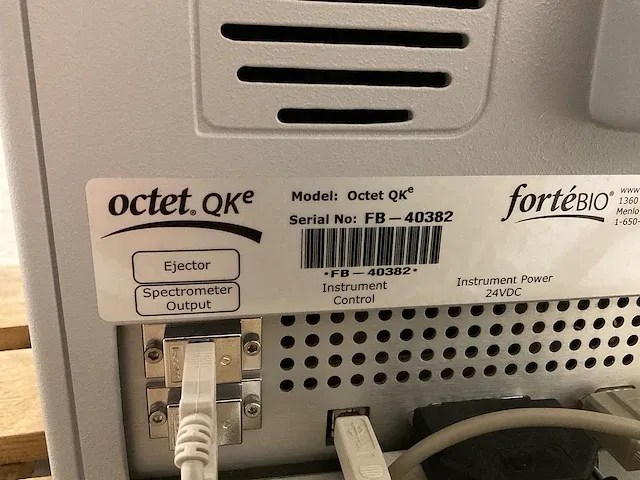 octet® QKe
Model: Octet QKe
Serial No: FB-40382
*FB-40382*
fortéBIO®
www
1360
Menlo
1-650-
Ejector
Spectrometer
Output
Instrument
Control
Instrument Power
24VDC